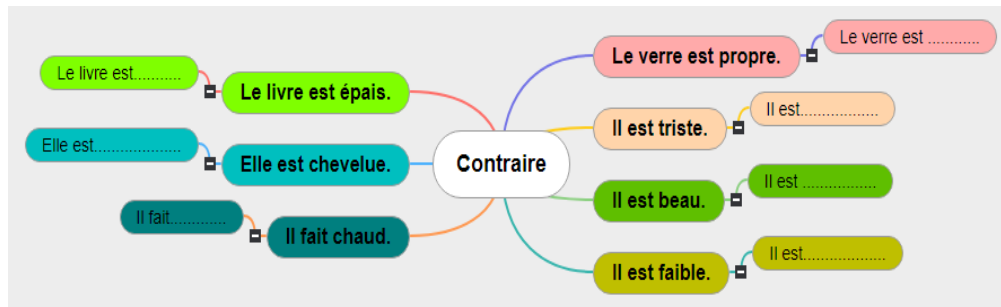 Contraire
Le verre est propre.
Le verre est ............
Il est triste.
Il est..................
Il est beau.
Il est .................
Il est faible.
Il est....................
Le livre est épais.
Le livre est...........
Elle est chevelue.
Elle est.....................
Il fait chaud.
Il fait.............